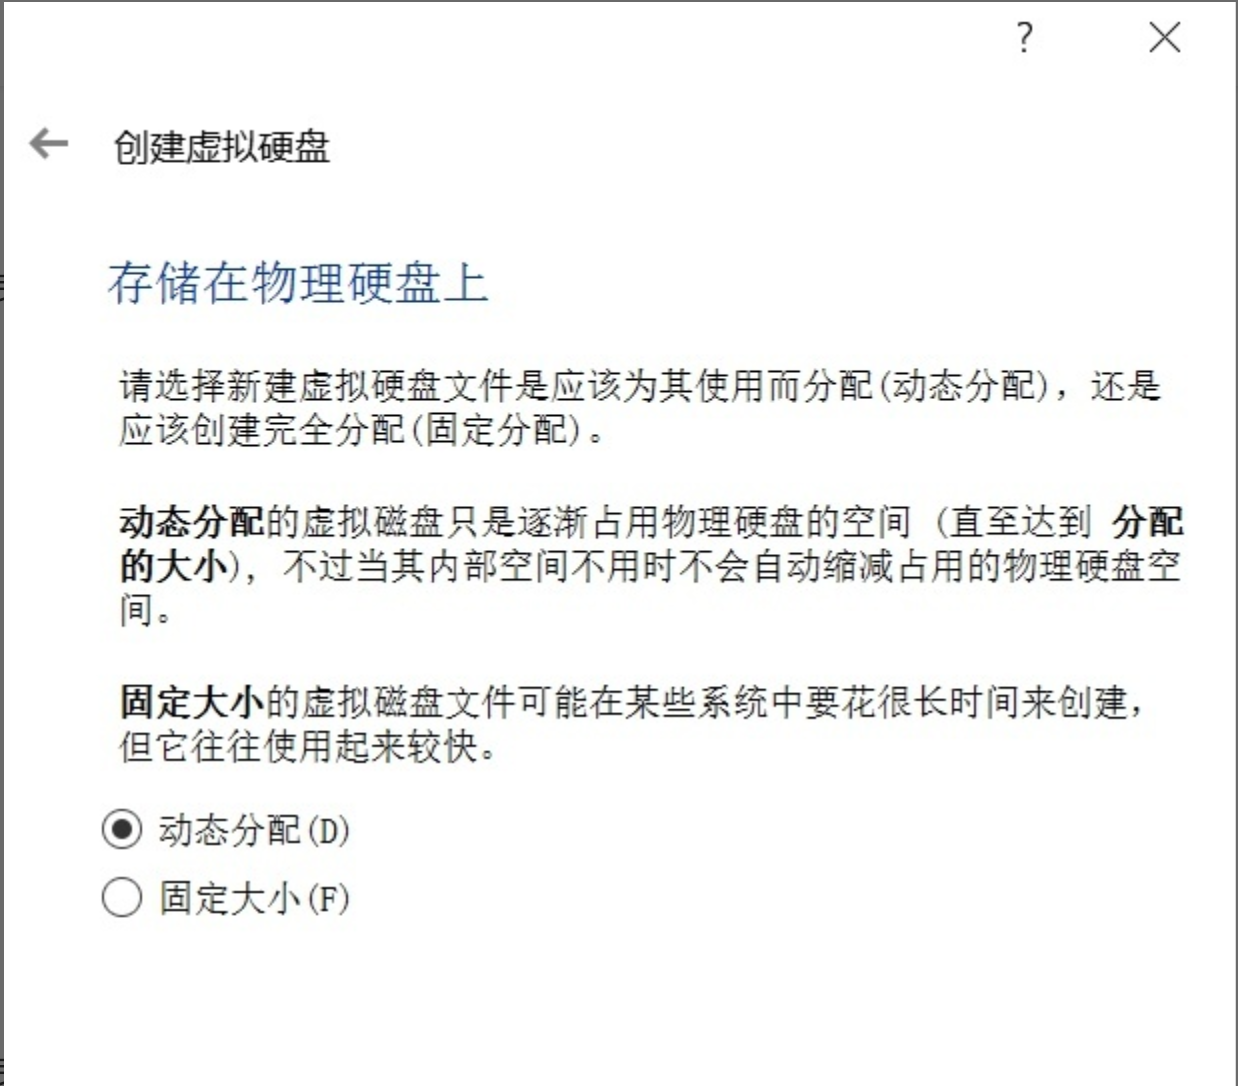 ?
创建虚拟硬盘
存储在物理硬盘上
请选择新建虚拟硬盘文件是应该为其使用而分配(动态分配)，还是
应该创建完全分配(固定分配)。
动态分配的虚拟磁盘只是逐渐占用物理硬盘的空间 (直至达到 分配
的大小)， 不过当其内部空间不用时不会自动缩减占用的物理硬盘空
间。
固定大小的虚拟磁盘文件可能在某些系统中要花很长时间来创建，
但它往往使用起来较快。
动态分配(D)
固定大小(F)